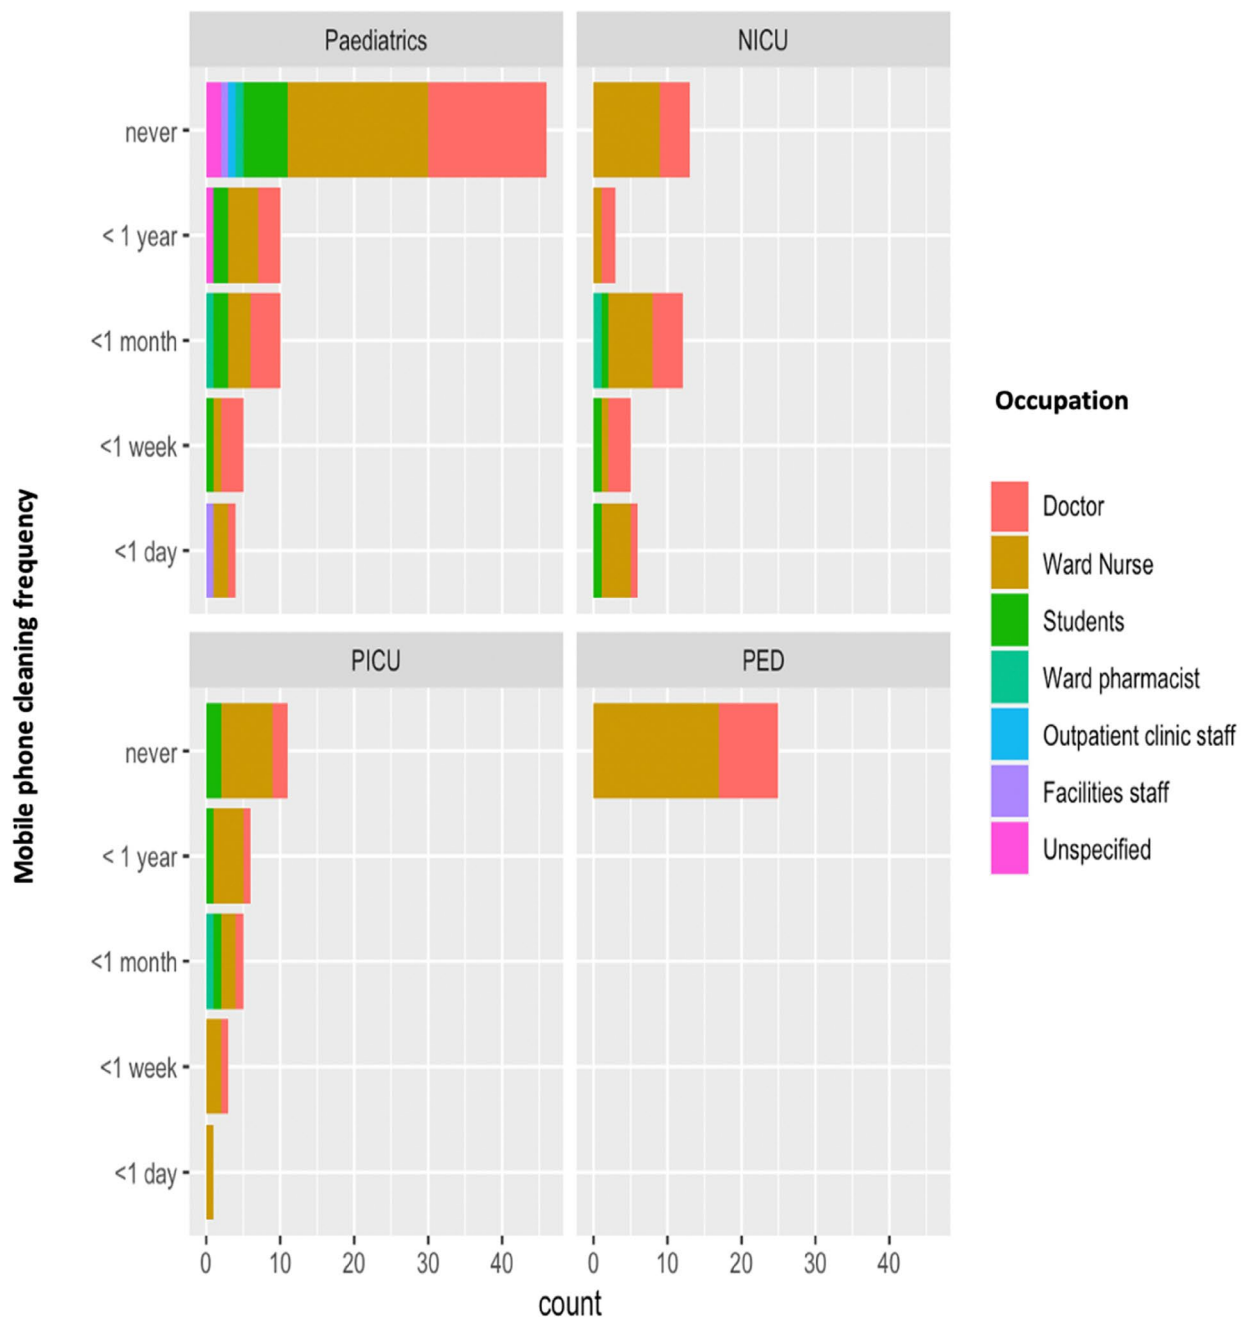 Paediatrics
NICU
never
< 1 year
<1 month
<1 week
<1 day
PICU
PED
never
< 1 year
<1 month
<1 week
<1 day
0 10 20 30 40
0 10 20 30 40
count
Mobile phone cleaning frequency
Occupation
Doctor
Ward Nurse
Students
Ward pharmacist
Outpatient clinic staff
Facilities staff
Unspecified